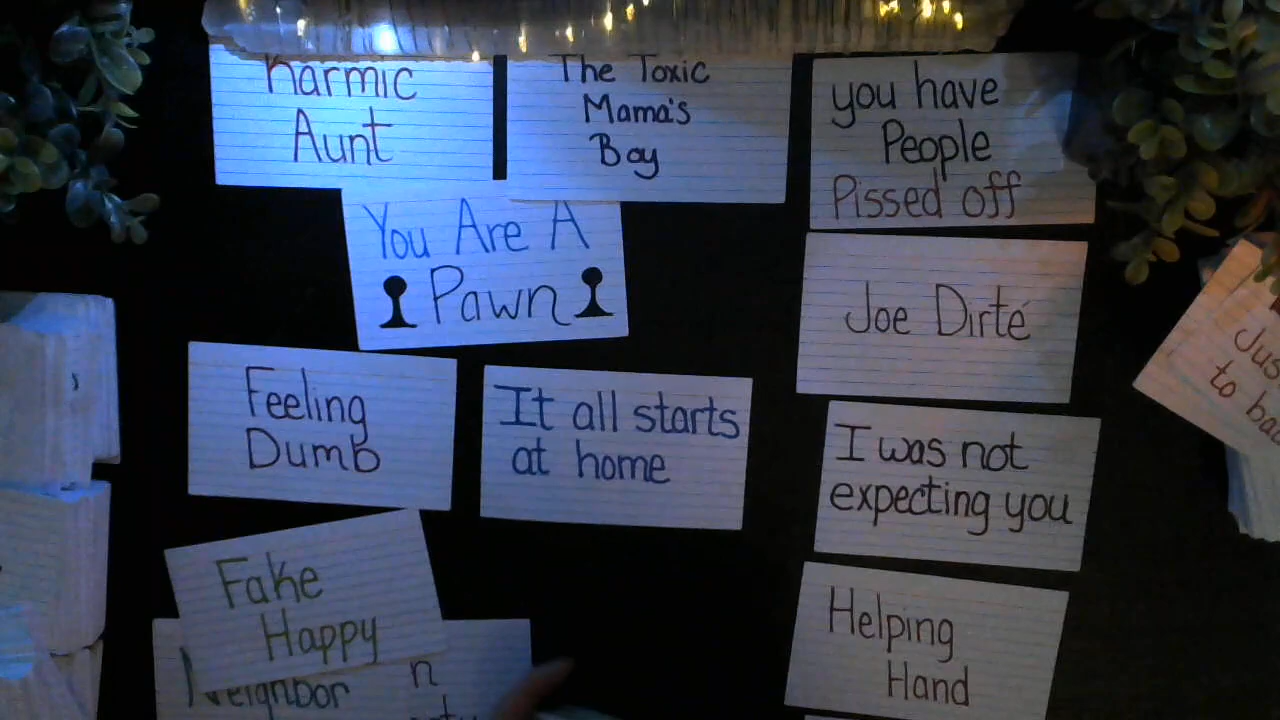 Karmic
Aunt
The Toxic
Mama's
Boy
you have
People
Pissed off
You Are A
Pawn
Joe Dirté
Feeling
Dumb
It all starts
at home
I was not
expecting you
Fake
Happy
Helping
Hand
Neighbor
to